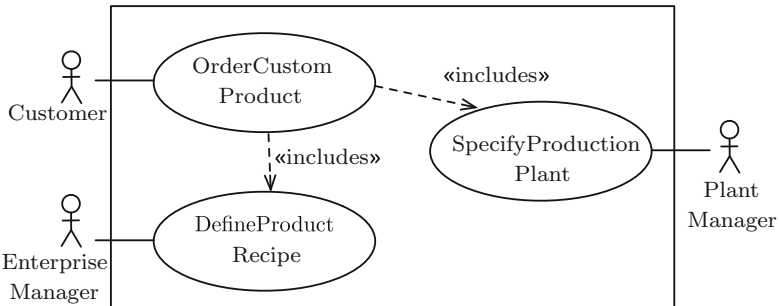 OrderCustom
Product
«includes»
Customer
«includes»
SpecifyProduction
Plant
Plant
Manager
DefineProduct
Recipe
Enterprise
Manager